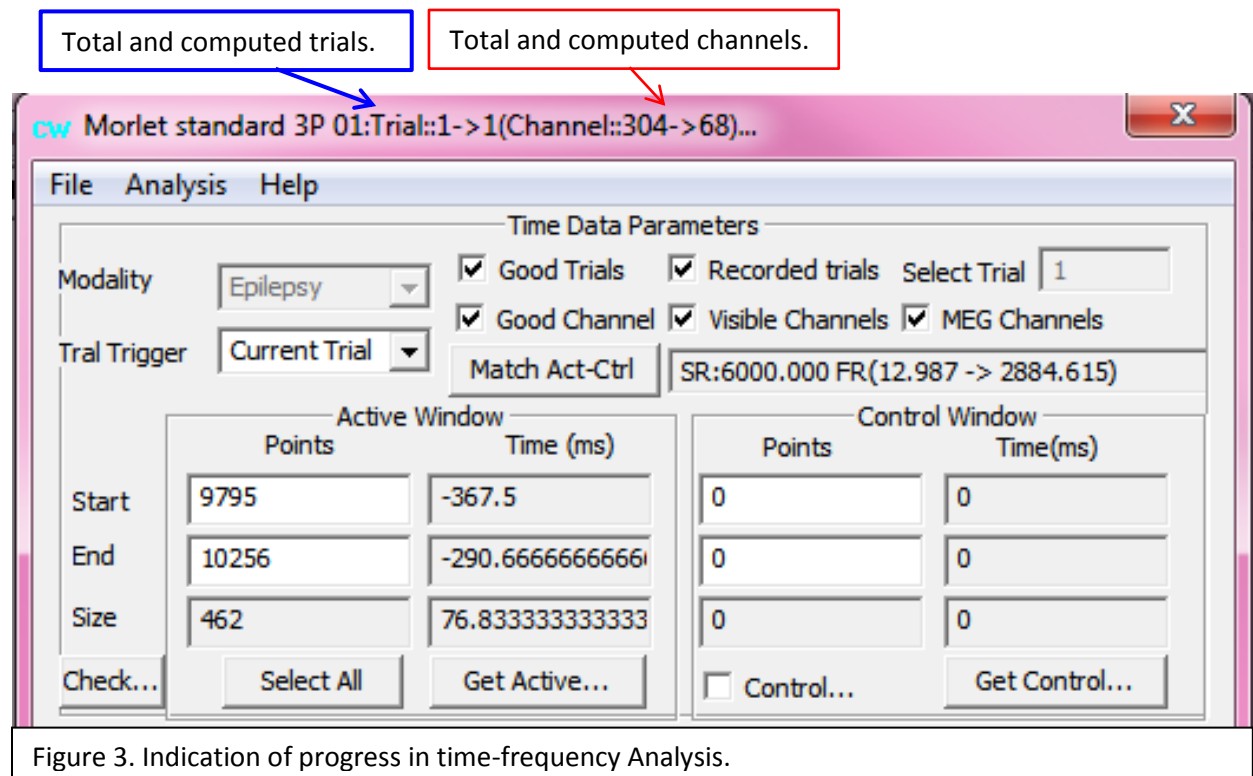 Total and computed trials.
Total and computed channels.
cw Morlet standard 3P 01:Trial::1->1(Channel::304->68)...
x
File Analysis Help
Time Data Parameters
Modality Epilepsy Good Trials Recorded trials Select Trial 1
Good Channel Visible Channels MEG Channels
Tral Trigger Current Trial
Match Act-Ctrl SR:6000.000 FR(12.987 -> 2884.615)
Active Window Control Window
Points Time (ms) Points Time(ms)
Start 9795 -367.5 0 0
End 10256 -290.6666666666 0 0
Size 462 76.833333333333 0 0
Check... Select All Get Active... Control... Get Control...
Figure 3. Indication of progress in time-frequency Analysis.